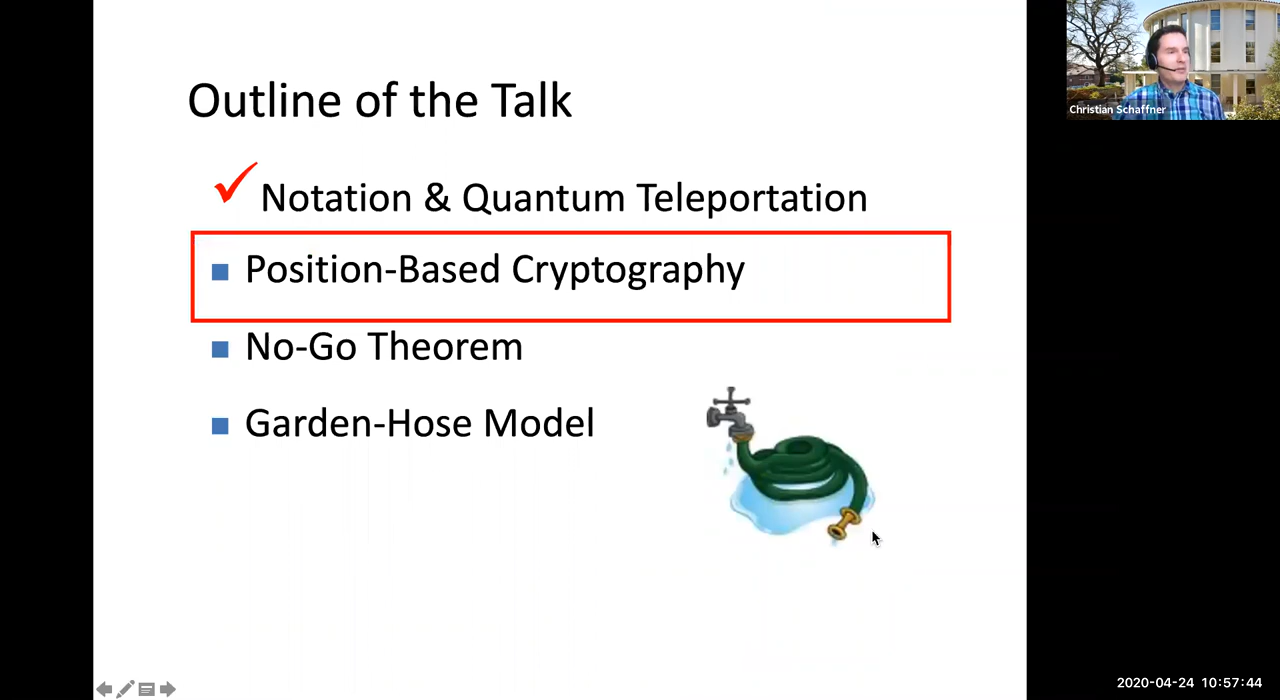 Outline of the Talk
Notation & Quantum Teleportation
Position-Based Cryptography
No-Go Theorem
Garden-Hose Model
Christian Schaffner
2020-04-24 10:57:44